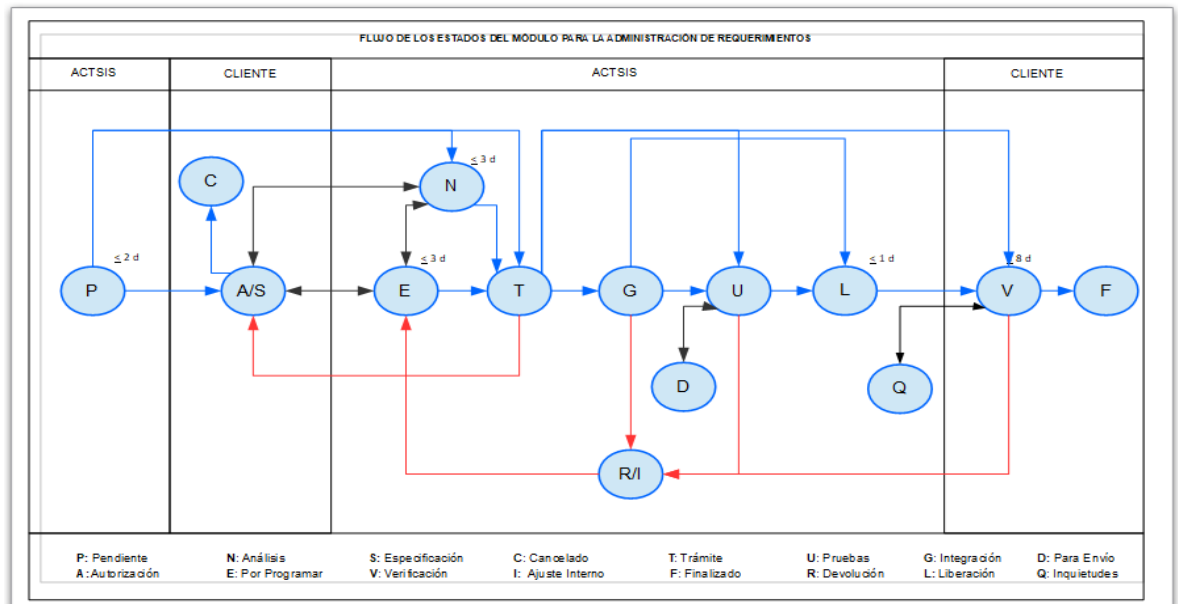 FLUJO DE LOS ESTADOS DEL MÓDULO PARA LA ADMINISTRACIÓN DE REQUERIMIENTOS
ACTSIS CLIENTE ACTSIS CLIENTE
≤ 3 d
C
N
≤ 2 d ≤ 3 d ≤ 1 d ≤ 8 d
P A/S E T G U L V F
D Q
R/I
P: Pendiente N: Análisis S: Especificación C: Cancelado T: Trámite U: Pruebas G: Integración D: Para Envío
A: Autorización E: Por Programar V: Verificación I: Ajuste Interno F: Finalizado R: Devolución L: Liberación Q: Inquietudes